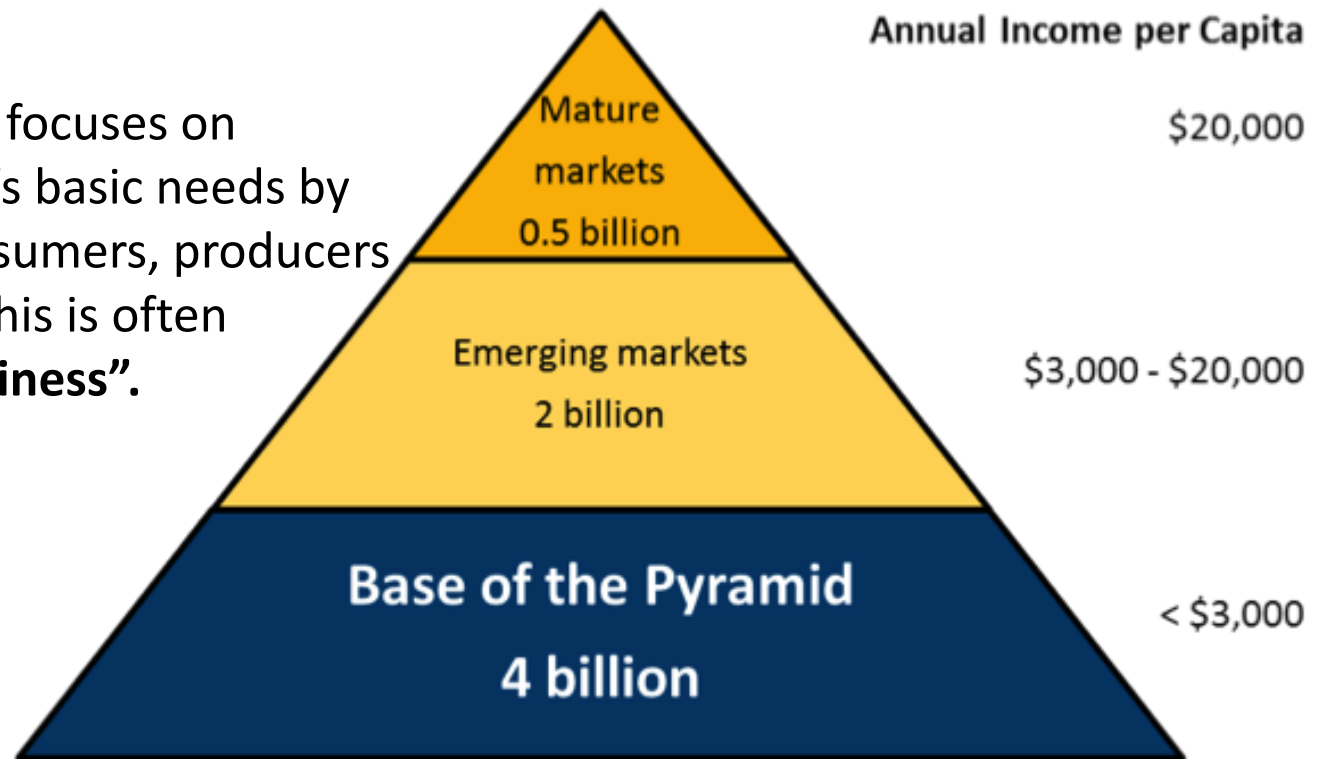 Annual Income per Capita
focuses on
’s basic needs by
sumers, producers
his is often
iness”.
Mature
markets
0.5 billion
$20,000
Emerging markets
2 billion
$3,000 - $20,000
Base of the Pyramid
4 billion
< $3,000